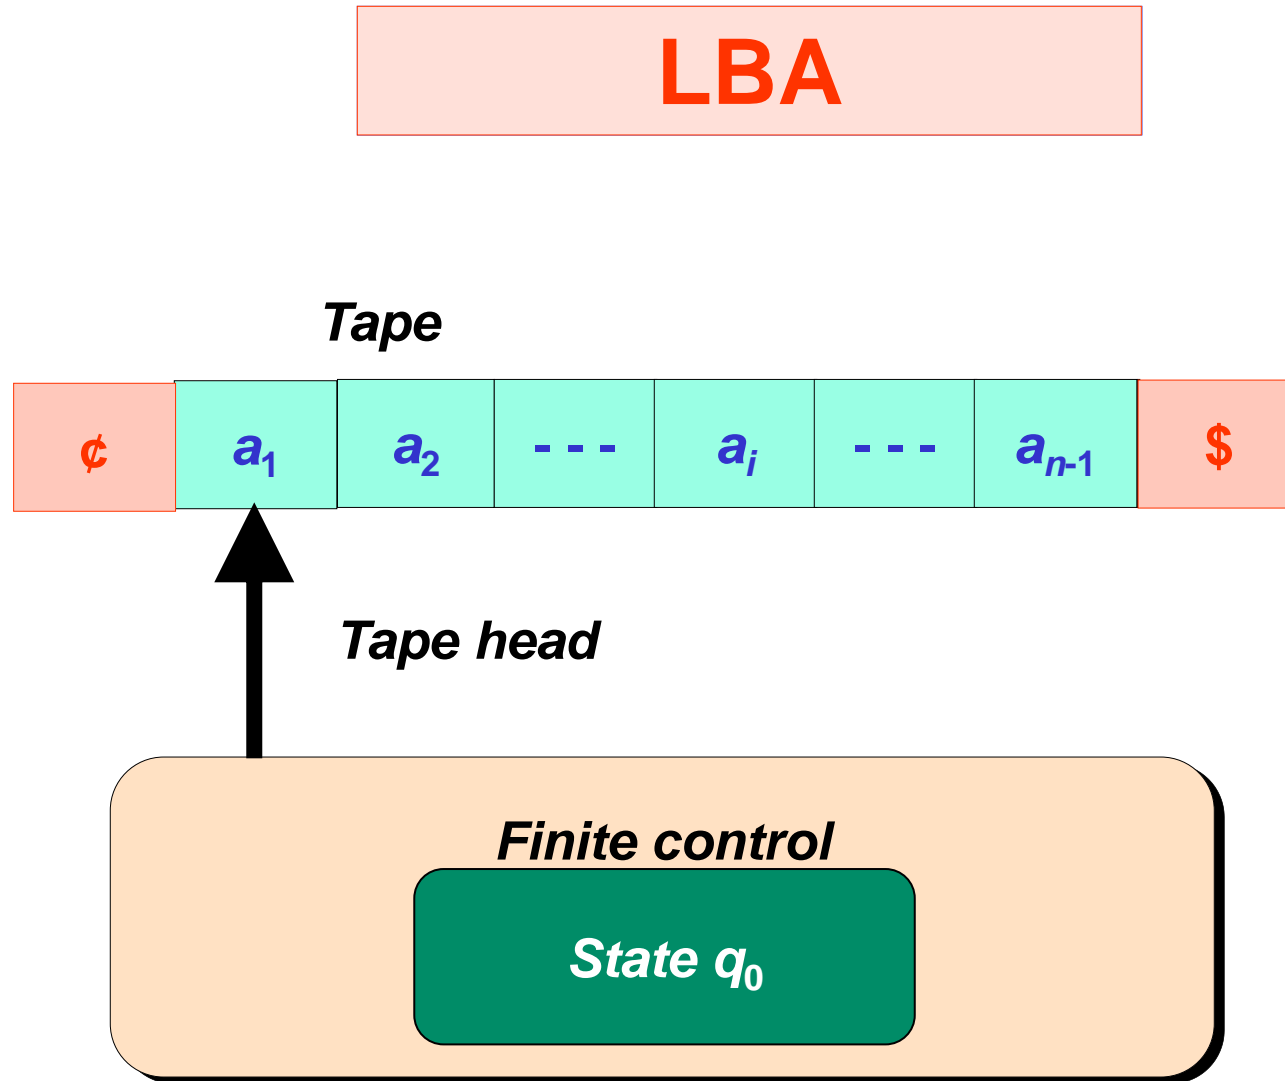 LBA
Tape
¢ a₁ a₂ - - - aᵢ - - - aₙ₋₁ $
Tape head
Finite control
State q₀